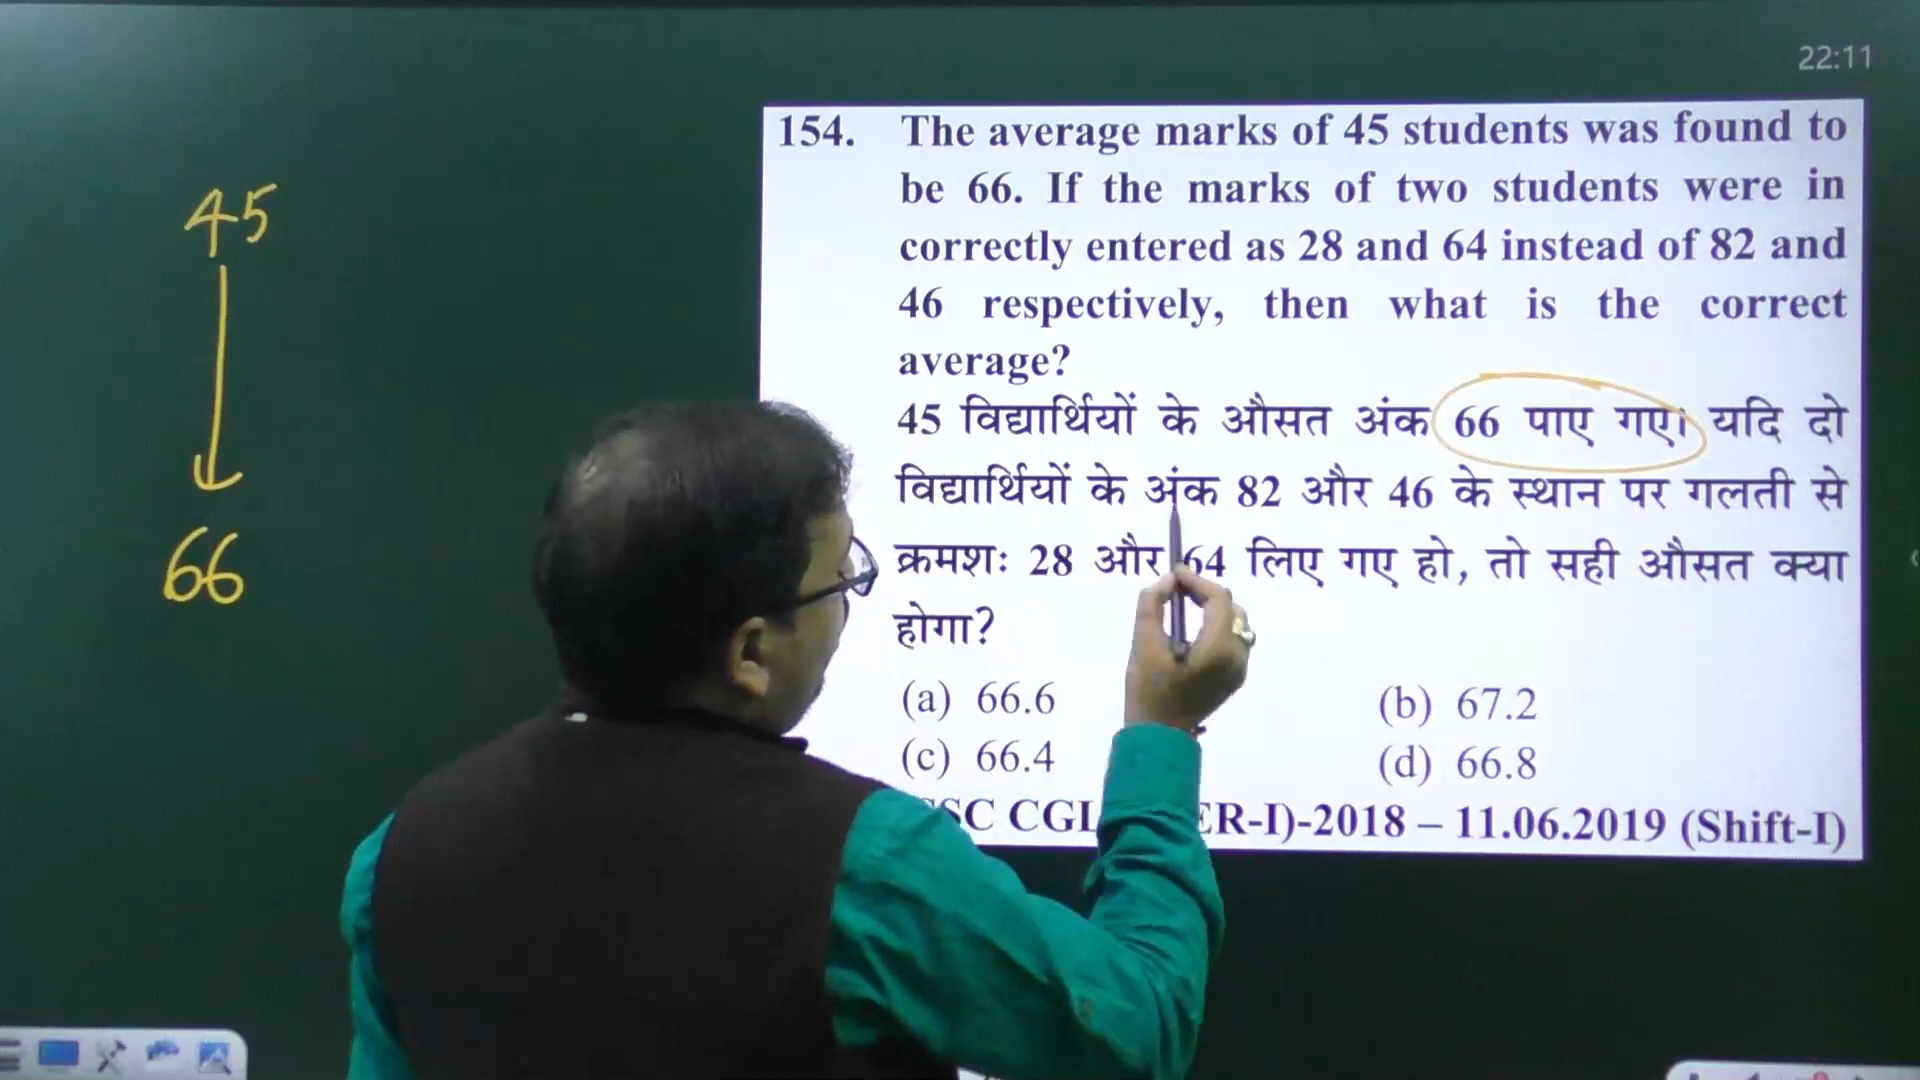 22:11
154. The average marks of 45 students was found to
be 66. If the marks of two students were in
correctly entered as 28 and 64 instead of 82 and
46 respectively, then what is the correct
average?
45 विद्यार्थियों के औसत अंक 66 पाए गए। यदि दो
विद्यार्थियों के अंक 82 और 46 के स्थान पर गलती से
क्रमशः 28 और 64 लिए गए हो, तो सही औसत क्या
होगा?
(a) 66.6 (b) 67.2
(c) 66.4 (d) 66.8
SC CGL ER-I)-2018 – 11.06.2019 (Shift-I)
45
66